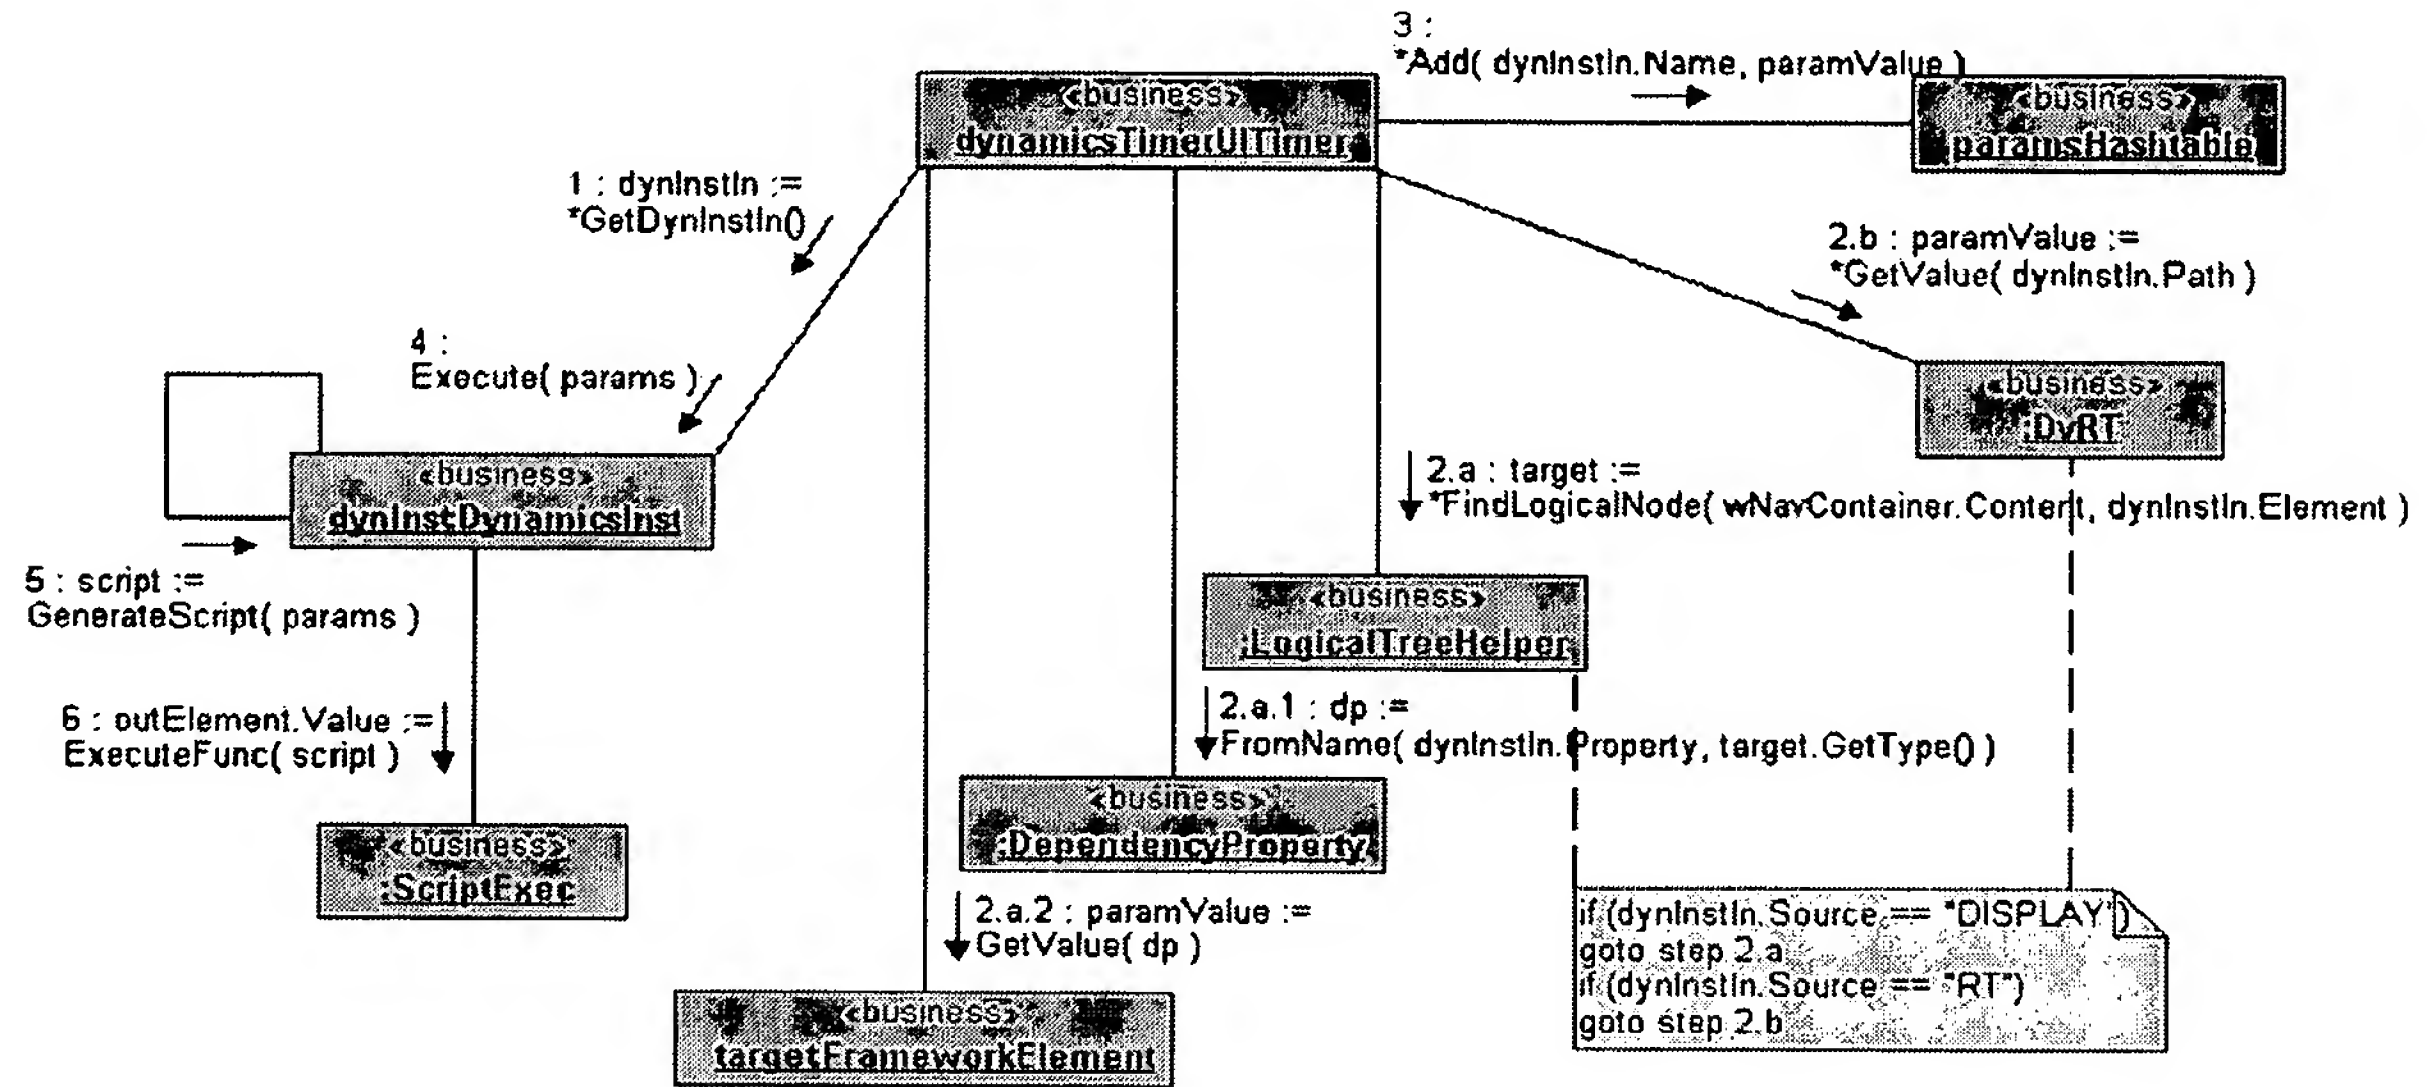 3 :
*Add( dynInstIn.Name, paramValue )
«business»
dynamicsTimerUITimer
«business»
paramsHashtable
1 : dynInstIn :=
*GetDynInstIn()
2.b : paramValue :=
*GetValue( dynInstIn.Path )
4 :
Execute( params )
«business»
:DvRT
«business»
dynInstDynamicsInst
2.a : target :=
*FindLogicalNode( wNavContainer.Content, dynInstIn.Element )
5 : script :=
GenerateScript( params )
«business»
:LogicalTreeHelper
6 : outElement.Value :=
ExecuteFunc( script )
2.a.1 : dp :=
FromName( dynInstIn.Property, target.GetType() )
«business»
:DependencyProperty
«business»
:ScriptExec
2.a.2 : paramValue :=
GetValue( dp )
if (dynInstIn.Source == "DISPLAY")
goto step 2.a
if (dynInstIn.Source == "RT")
goto step 2.b
«business»
targetFrameworkElement